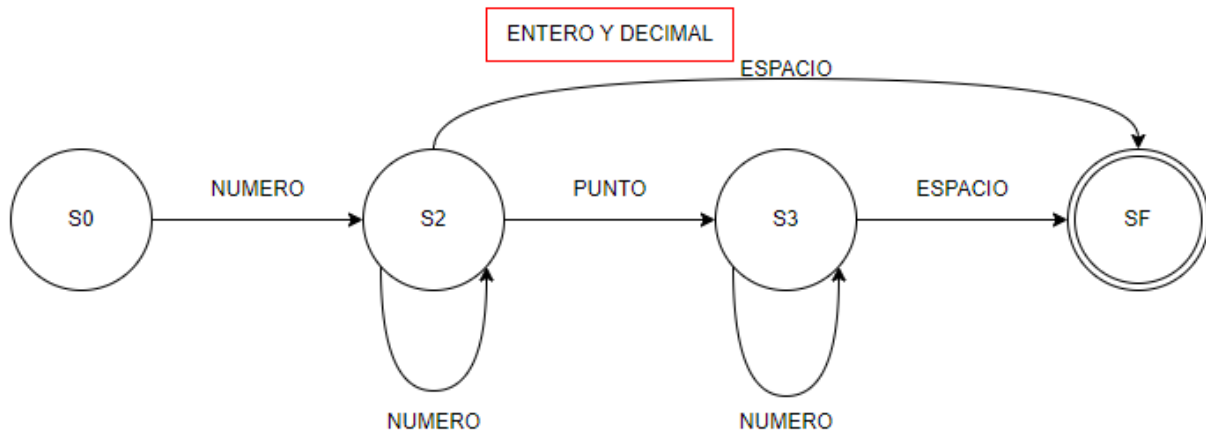 ENTERO Y DECIMAL
ESPACIO
NUMERO
PUNTO
ESPACIO
S0
S2
S3
SF
NUMERO
NUMERO